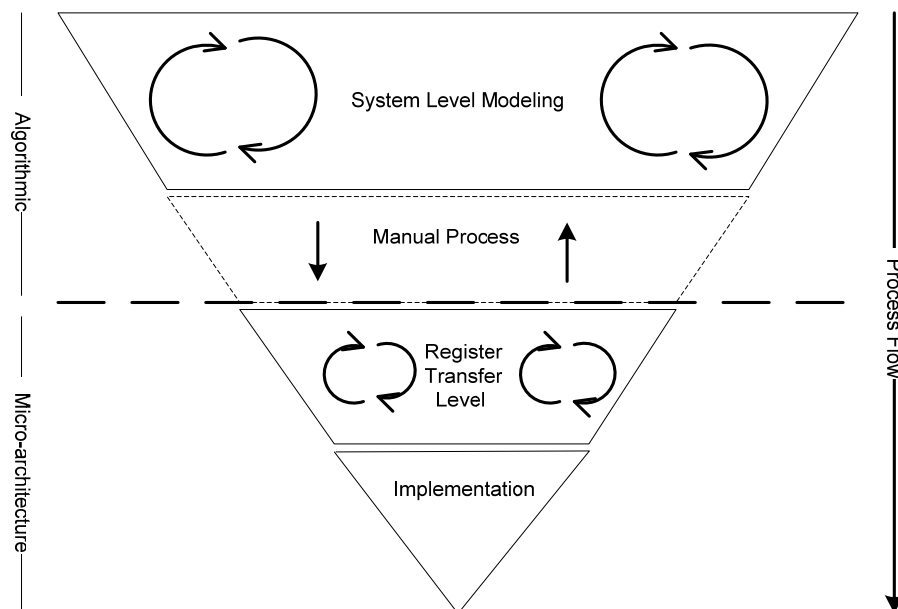 System Level Modeling
Algorithmic
Manual Process
Process Flow
Register
Transfer
Level
Micro-architecture
Implementation